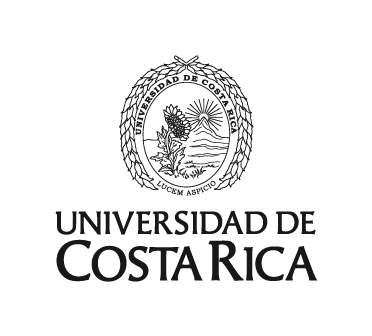 UNIVERSIDAD DE COSTA RICA
LUCEM ASPICIO
UNIVERSIDAD DE
COSTA RICA